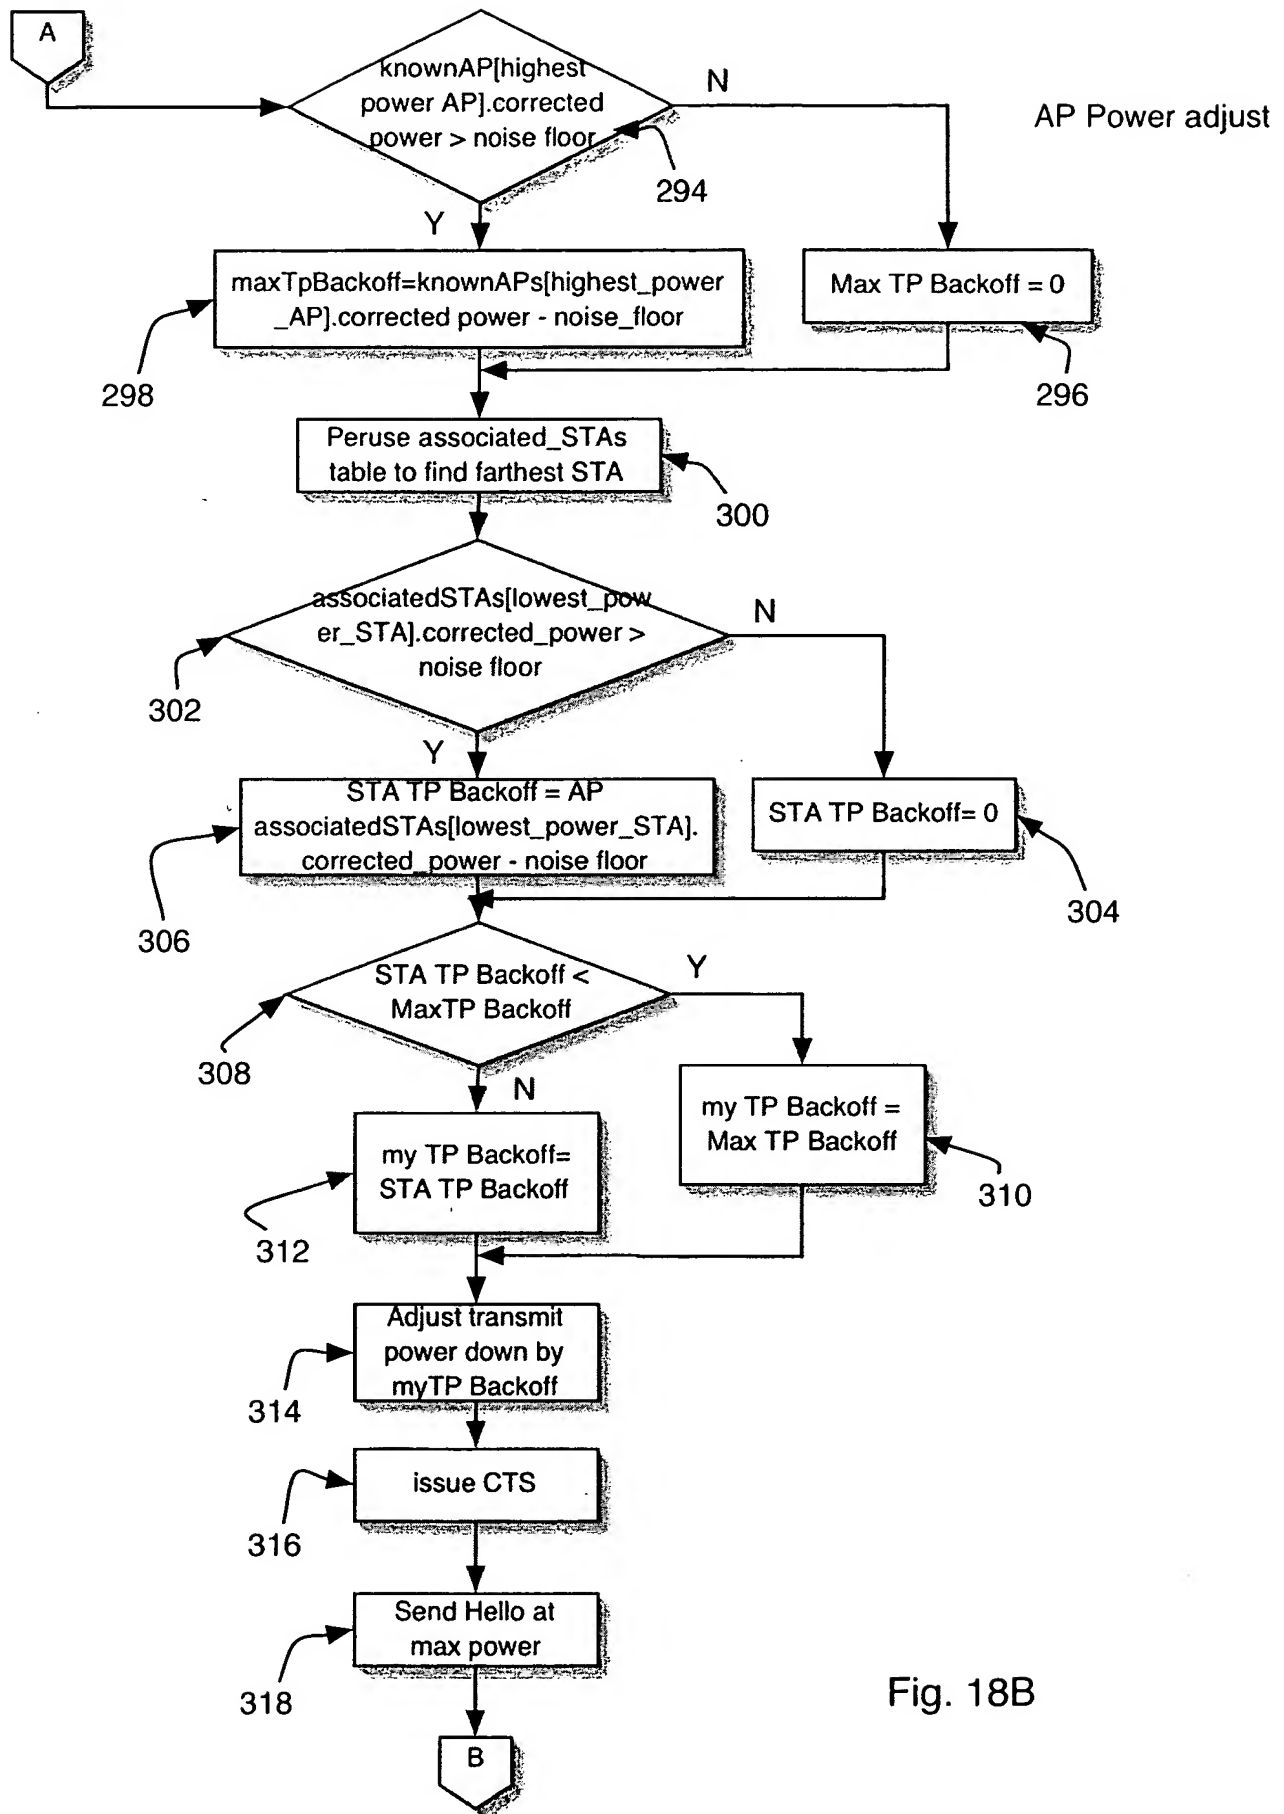 A
knownAP[highest
power AP].corrected
power > noise floor
N
AP Power adjust
294
Y
maxTpBackoff=knownAPs[highest_power
_AP].corrected power - noise_floor
Max TP Backoff = 0
298
296
Peruse associated_STAs
table to find farthest STA
300
associatedSTAs[lowest_pow
er_STA].corrected_power >
noise floor
N
302
Y
STA TP Backoff = AP
associatedSTAs[lowest_power_STA].
corrected_power - noise floor
STA TP Backoff= 0
306
304
STA TP Backoff <
MaxTP Backoff
Y
308
N
my TP Backoff =
Max TP Backoff
my TP Backoff=
STA TP Backoff
310
312
Adjust transmit
power down by
myTP Backoff
314
issue CTS
316
Send Hello at
max power
318
Fig. 18B
B